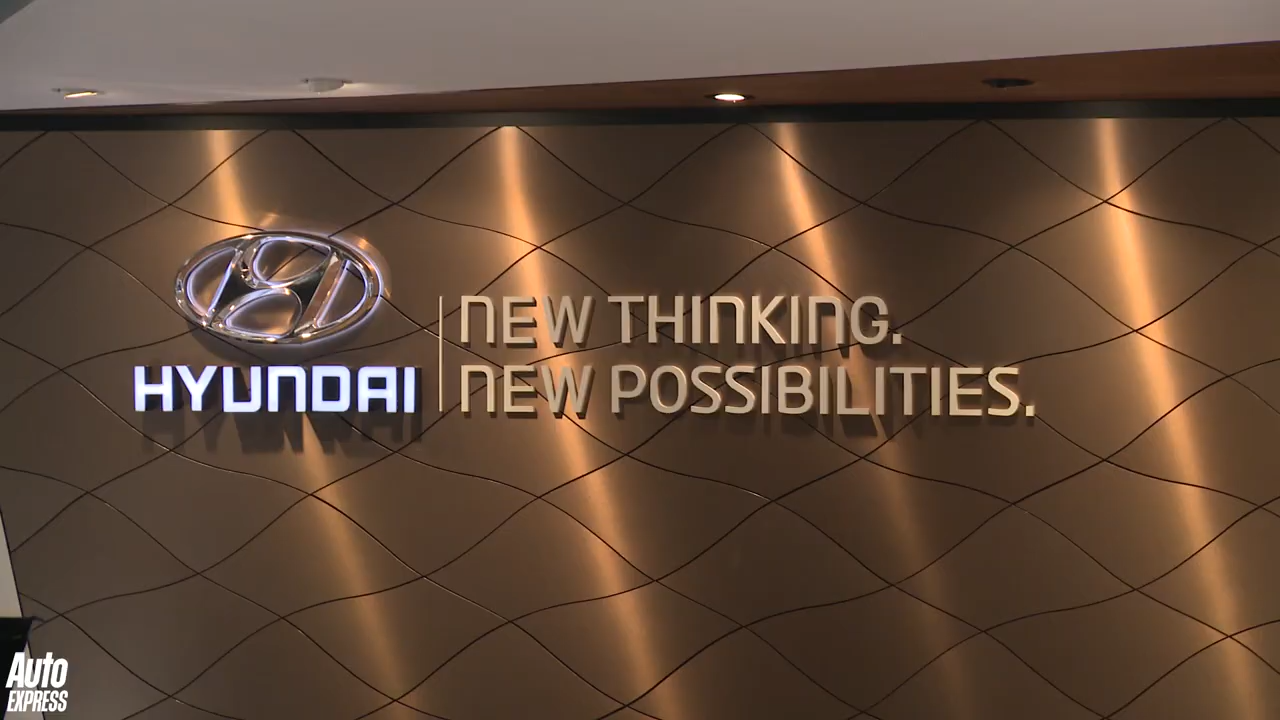 HYUNDAI
NEW THINKING.
NEW POSSIBILITIES.
Auto
EXPRESS